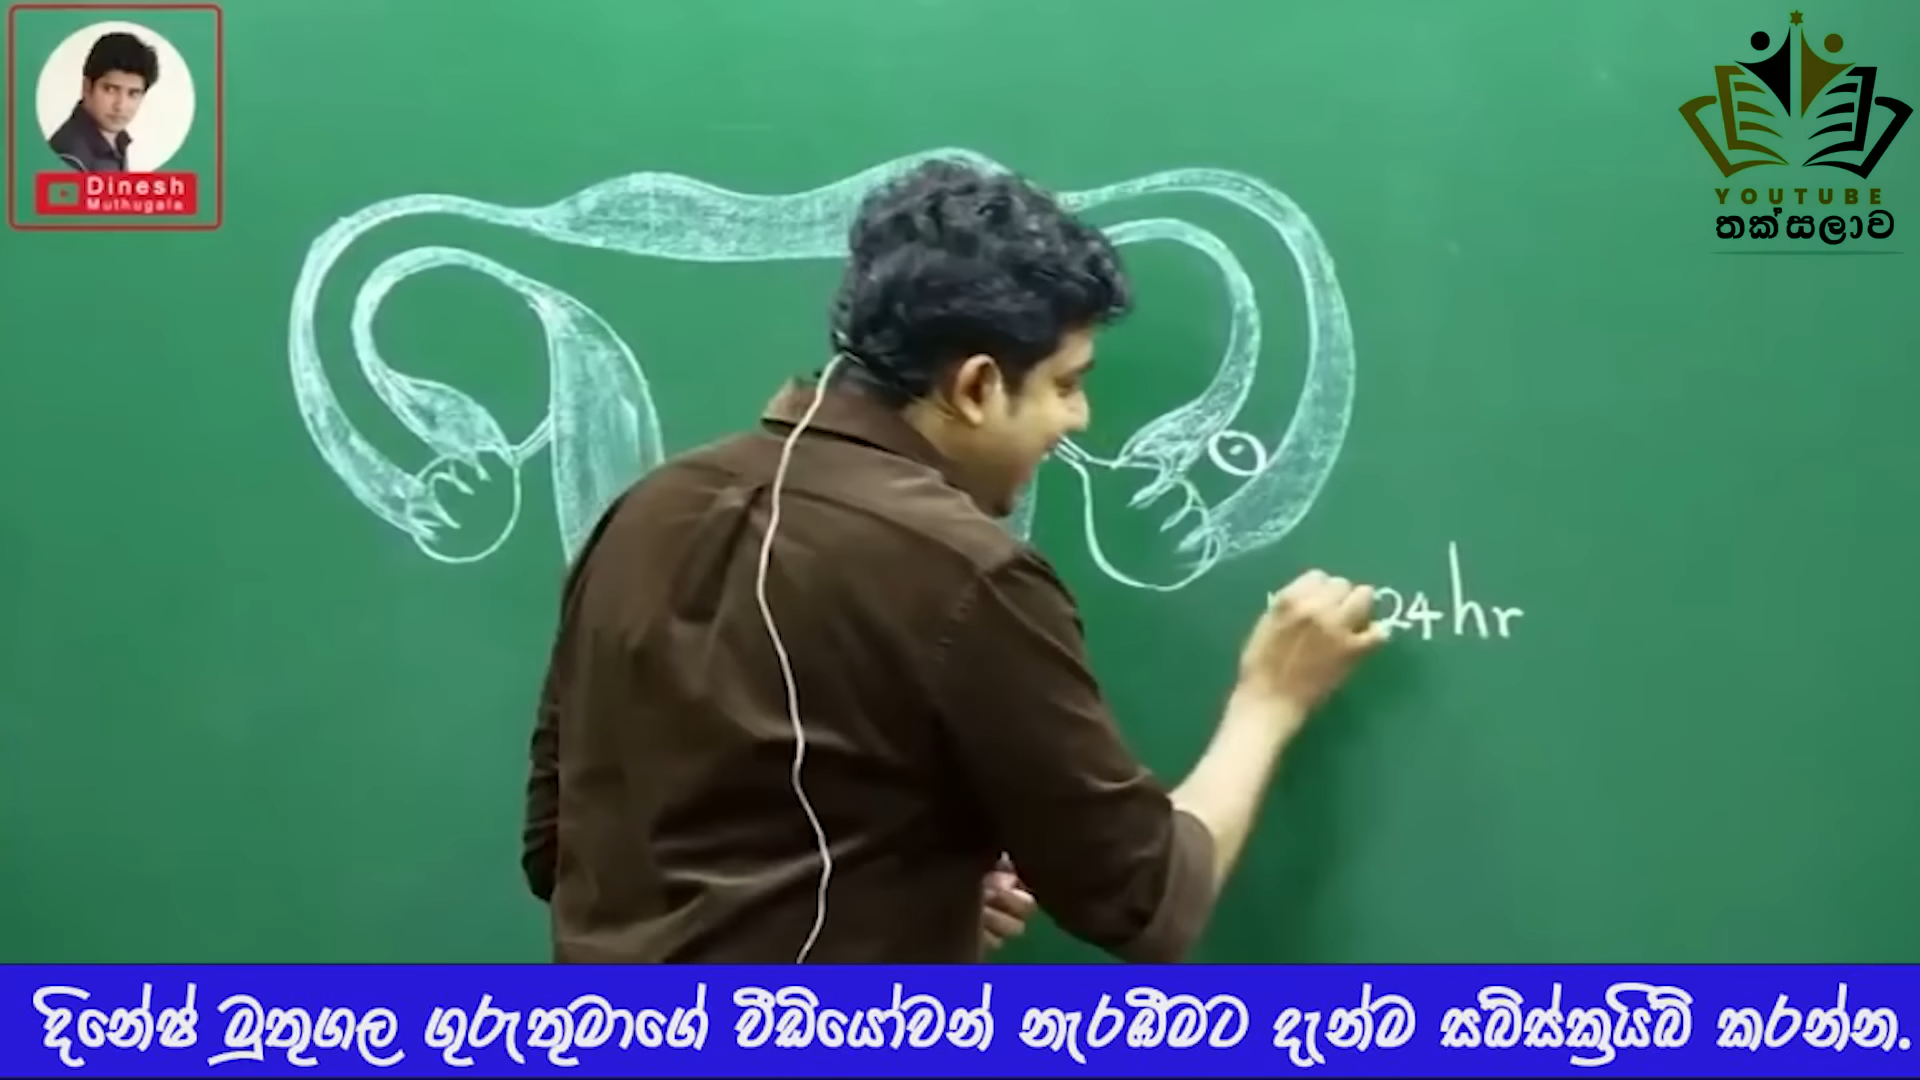 Dinesh
Muthugala
YOUTUBE
තක්සලාව
24hr
දිනේෂ් මුතුගල ගුරුතුමාගේ වීඩියෝවන් නැරඹීමට දැන්ම සබ්ස්ක්‍රයිබ් කරන්න.